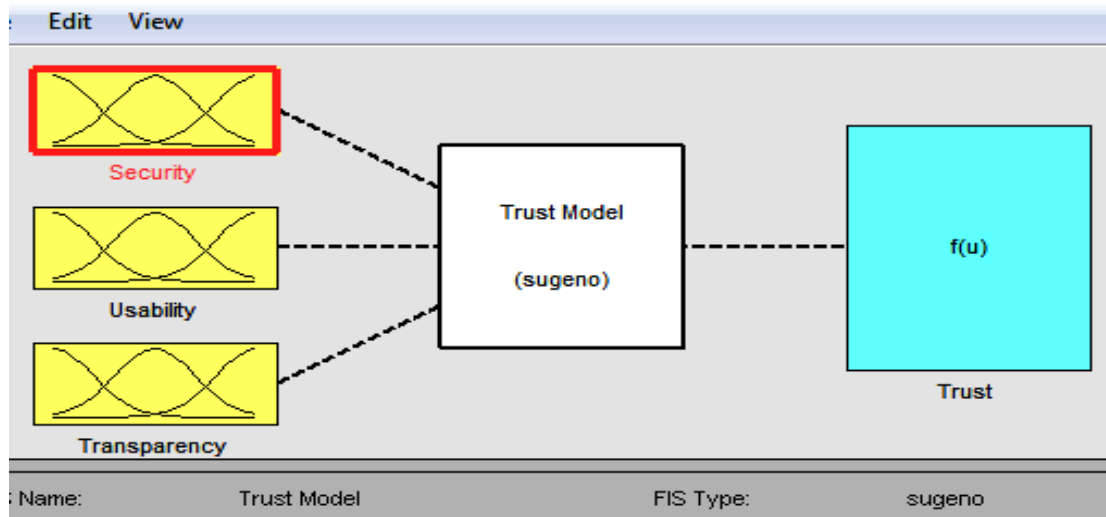 Edit View
Security
Usability
Transparency
Trust Model
(sugeno)
f(u)
Trust
Name: Trust Model FIS Type: sugeno